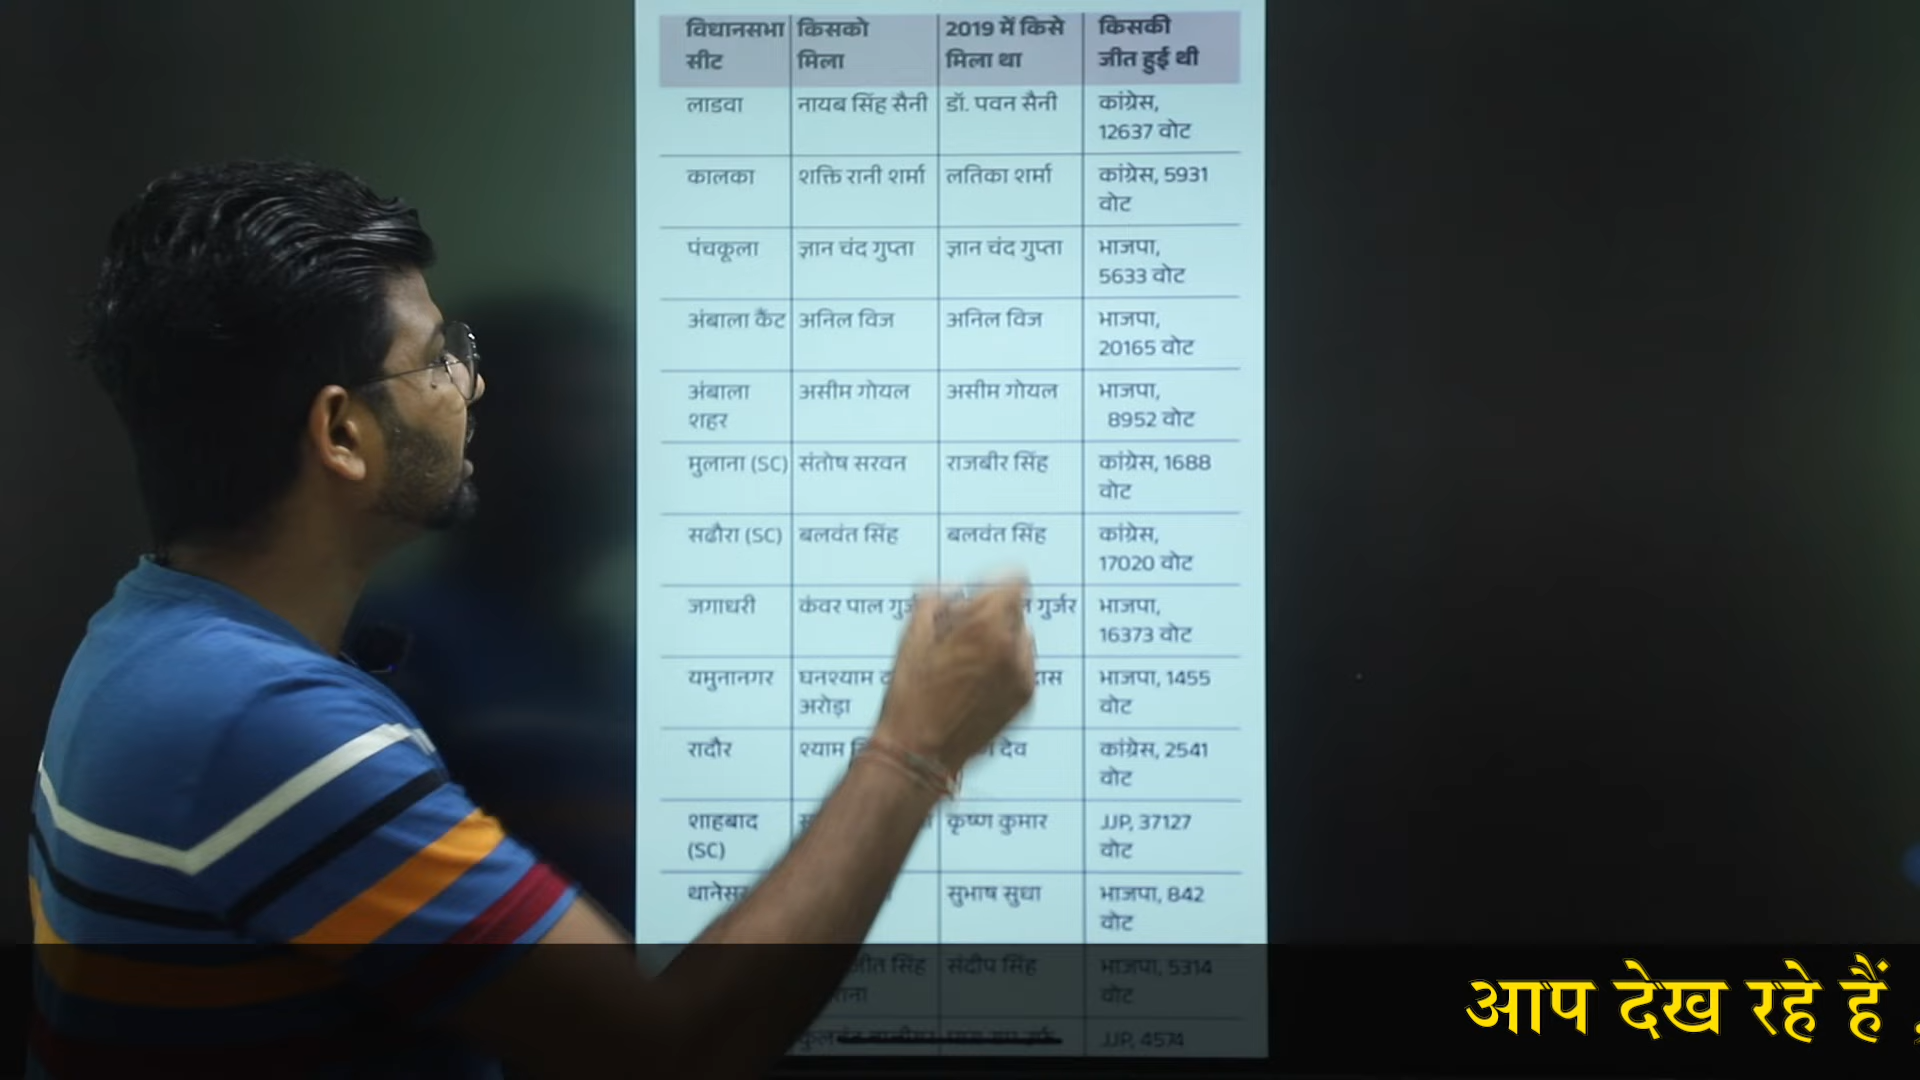 विधानसभा सीट किसको मिला 2019 में किसे मिला था किसकी जीत हुई थी
लाडवा नायब सिंह सैनी डॉ. पवन सैनी कांग्रेस, 12637 वोट
कालका शक्ति रानी शर्मा लतिका शर्मा कांग्रेस, 5931 वोट
पंचकूला ज्ञान चंद गुप्ता ज्ञान चंद गुप्ता भाजपा, 5633 वोट
अंबाला कैंट अनिल विज अनिल विज भाजपा, 20165 वोट
अंबाला शहर असीम गोयल असीम गोयल भाजपा, 8952 वोट
मुलाना (SC) संतोष सरवन राजबीर सिंह कांग्रेस, 1688 वोट
सढौरा (SC) बलवंत सिंह बलवंत सिंह कांग्रेस, 17020 वोट
जगाधरी कंवर पाल गुर्जर भाजपा, 16373 वोट
यमुनानगर घनश्याम अरोड़ा दास भाजपा, 1455 वोट
रादौर श्याम देव कांग्रेस, 2541 वोट
शाहबाद (SC) कृष्ण कुमार JJP, 37127 वोट
सुभाष सुधा भाजपा, 842 वोट
सिंह संदीप सिंह भाजपा, 5314 वोट
JJP, 4574
आप देख रहे हैं